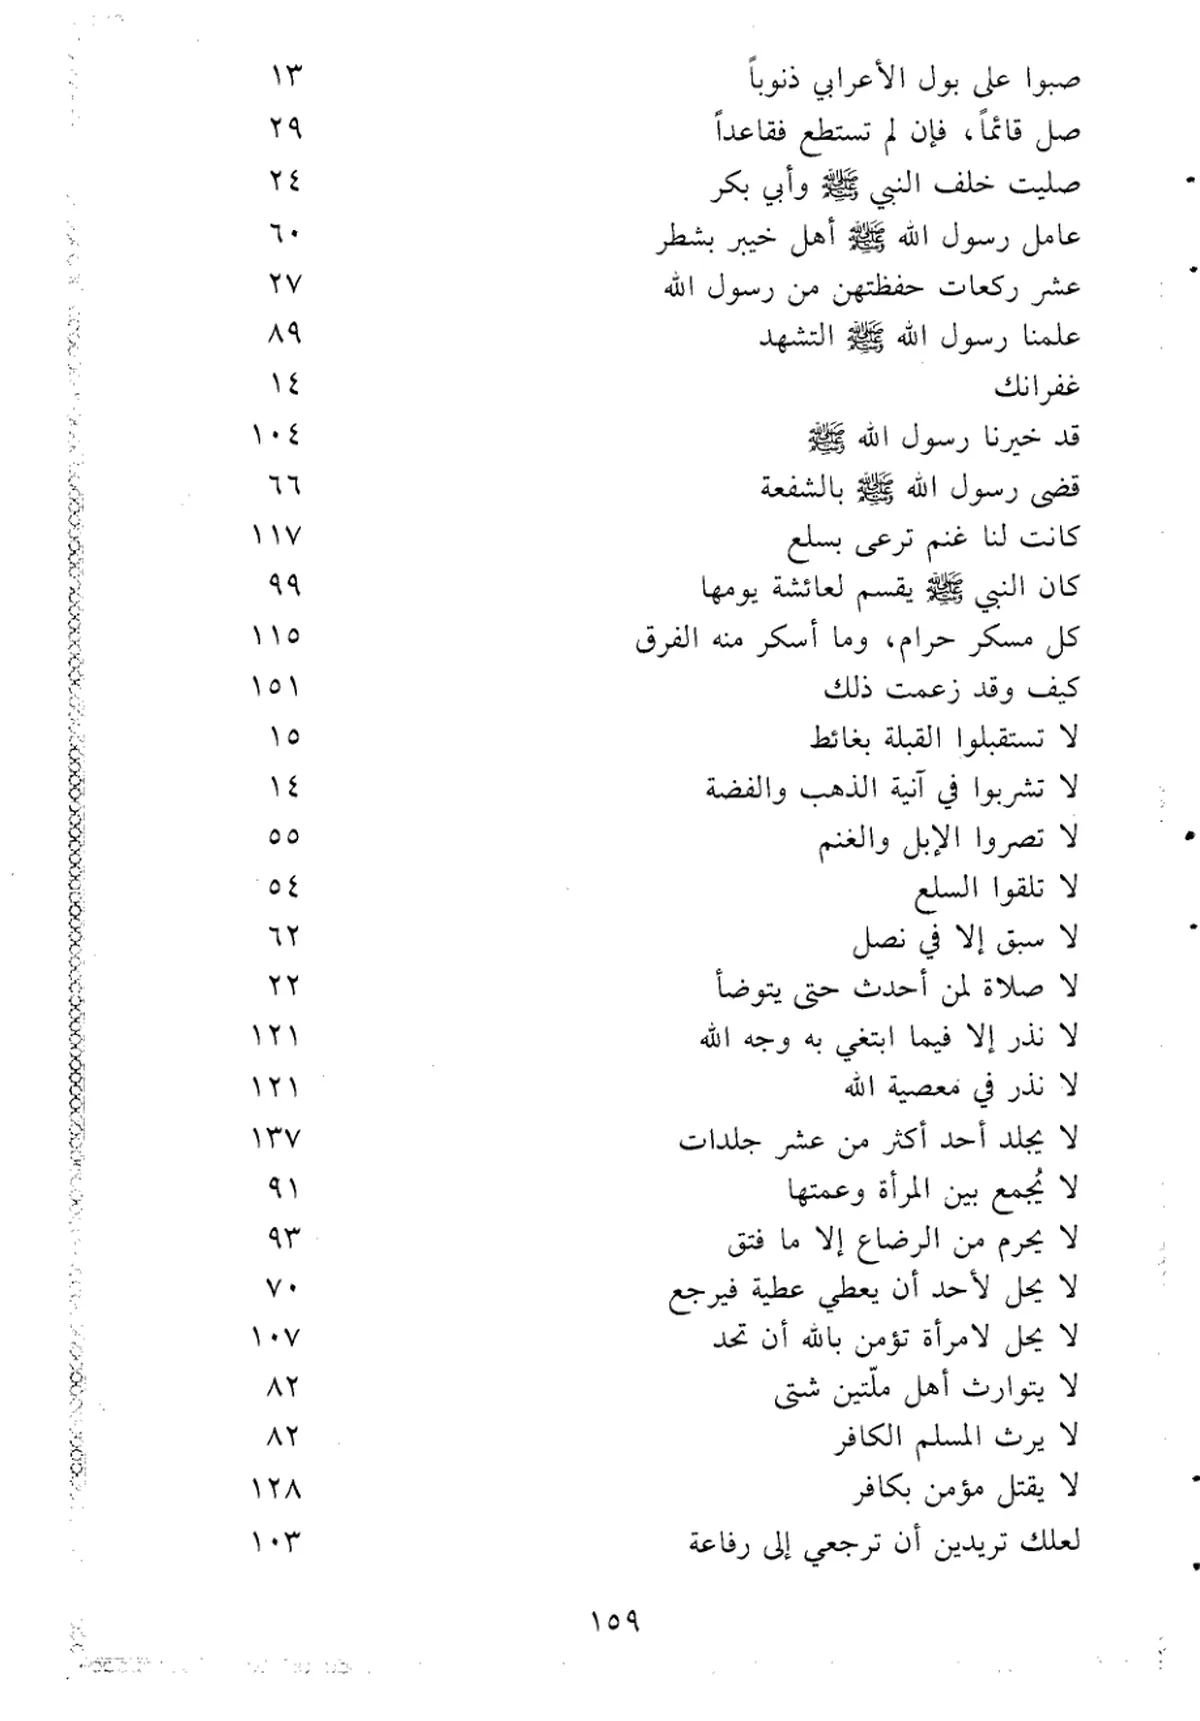 صبوا على بول الأعرابي ذنوباً ١٣
صل قائماً، فإن لم تستطع فقاعداً ٢٩
صليت خلف النبي ﷺ وأبي بكر ٢٤
عامل رسول الله ﷺ أهل خيبر بشطر ٦٠
عشر ركعات حفظتهن من رسول الله ٢٧
علمنا رسول الله ﷺ التشهد ٨٩
غفرانك ١٤
قد خيرنا رسول الله ﷺ ١٠٤
قضى رسول الله ﷺ بالشفعة ٦٦
كانت لنا غنم ترعى بسلع ١١٧
كان النبي ﷺ يقسم لعائشة يومها ٩٩
كل مسكر حرام، وما أسكر منه الفرق ١١٥
كيف وقد زعمت ذلك ١٥١
لا تستقبلوا القبلة بغائط ١٥
لا تشربوا في آنية الذهب والفضة ١٤
لا تصروا الإبل والغنم ٥٥
لا تلقوا السلع ٥٤
لا سبق إلا في نصل ٦٢
لا صلاة لمن أحدث حتى يتوضأ ٢٢
لا نذر إلا فيما ابتغي به وجه الله ١٢١
لا نذر في معصية الله ١٢١
لا يجلد أحد أكثر من عشر جلدات ١٣٧
لا يُجمع بين المرأة وعمتها ٩١
لا يحرم من الرضاع إلا ما فتق ٩٣
لا يحل لأحد أن يعطي عطية فيرجع ٧٠
لا يحل لامرأة تؤمن بالله أن تحد ١٠٧
لا يتوارث أهل ملّتين شتى ٨٢
لا يرث المسلم الكافر ٨٢
لا يقتل مؤمن بكافر ١٢٨
لعلك تريدين أن ترجعي إلى رفاعة ١٠٣
١٥٩